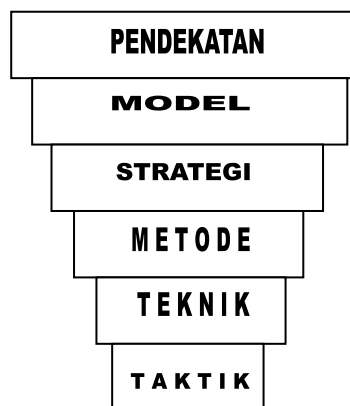 PENDEKATAN
MODEL
STRATEGI
METODE
TEKNIK
TAKTIK